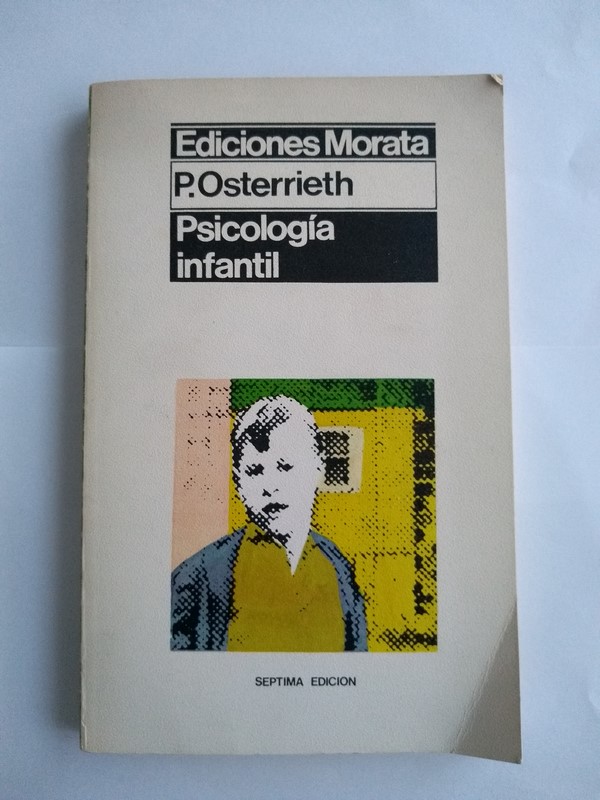 Ediciones Morata
P. Osterrieth
Psicología
infantil
SEPTIMA EDICION